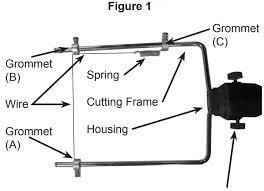 Figure 1
Grommet
(C)
Grommet
(B)
Spring
Wire
Cutting Frame
Grommet
(A)
Housing